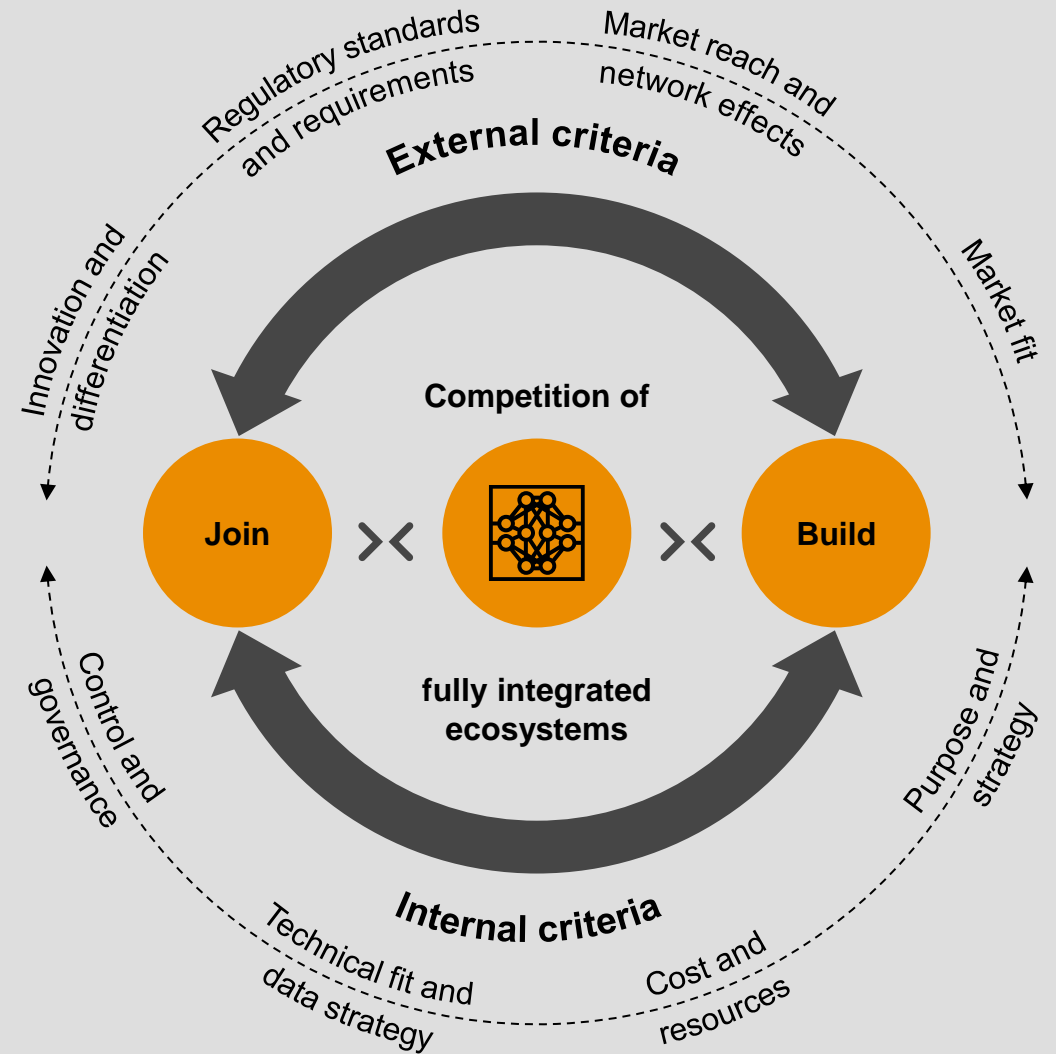 Regulatory standards
and requirements
Market reach and
network effects
External criteria
Innovation and
differentiation
Market fit
Competition of
Join
Build
fully integrated
ecosystems
Control and
governance
Purpose and
strategy
Internal criteria
Technical fit and
data strategy
Cost and
resources